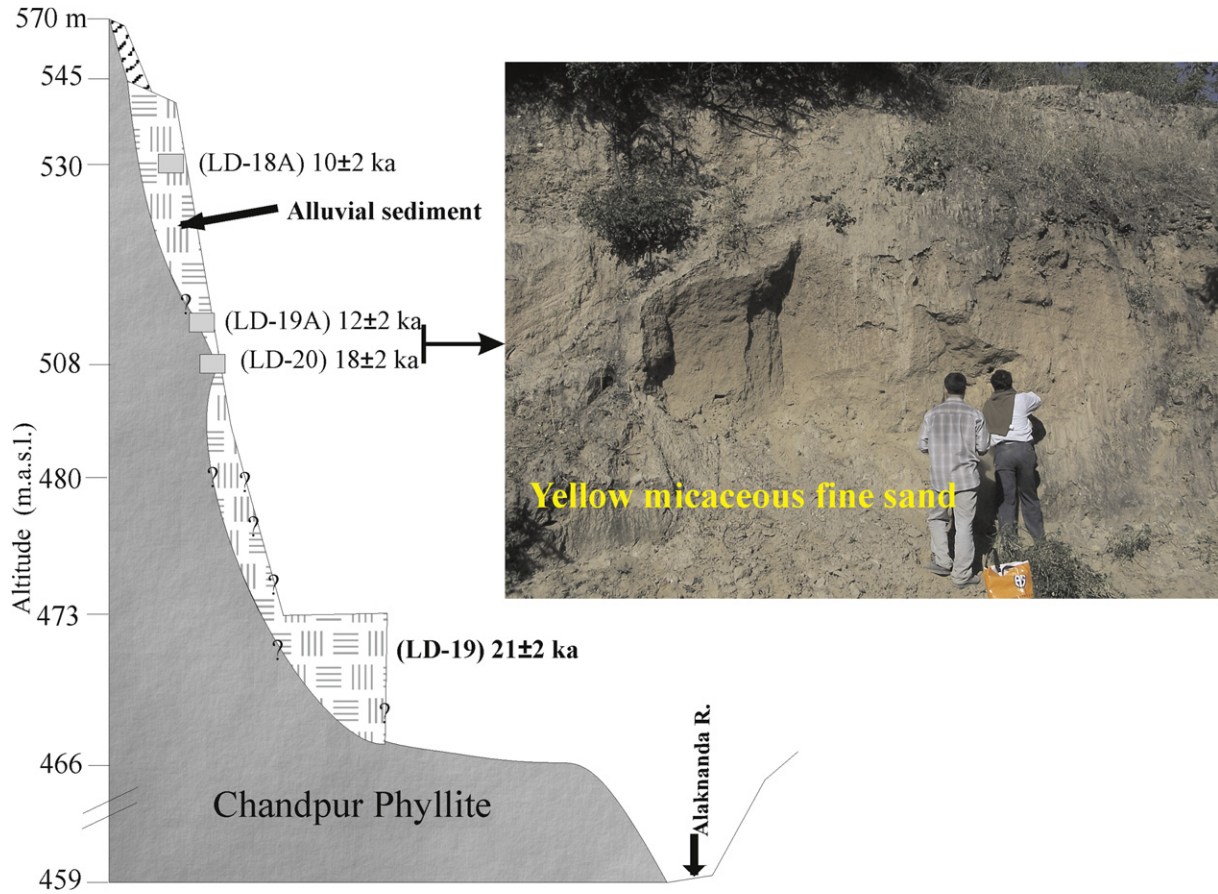 570 m
545
530
508
480
473
466
459
Altitude (m.a.s.l.)
(LD-18A) 10±2 ka
Alluvial sediment
?
(LD-19A) 12±2 ka
(LD-20) 18±2 ka
?
?
?
?
?
?
(LD-19) 21±2 ka
Chandpur Phyllite
Alaknanda R.
Yellow micaceous fine sand